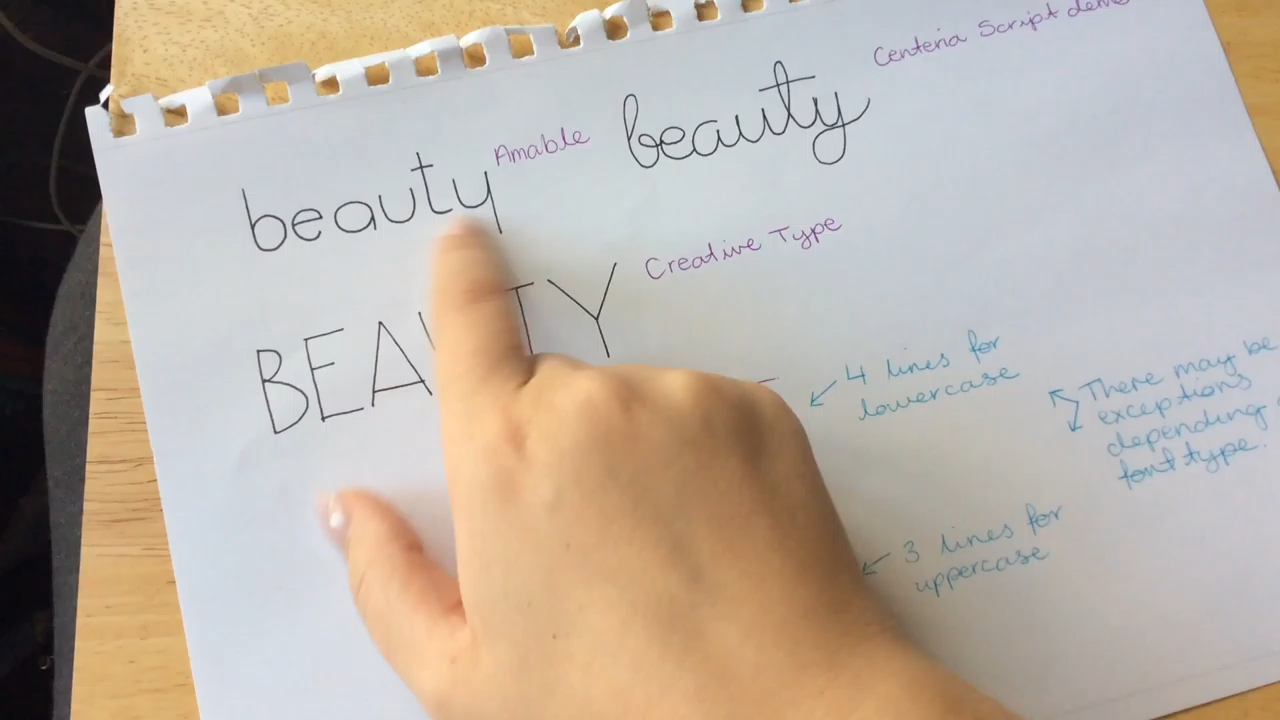 Centeria Script
beauty
Amable
beauty
Creative Type
BEAUTY
4 lines for
lowercase
There may be
exceptions
depending
font type.
3 lines for
uppercase